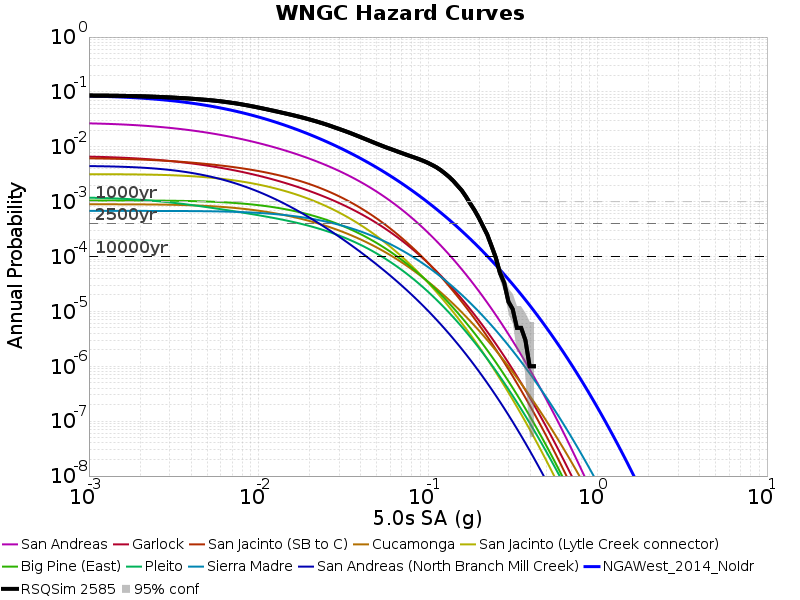 WNGC Hazard Curves
10^0
10^-1
10^-2
10^-3
10^-4
10^-5
10^-6
10^-7
10^-8
Annual Probability
1000yr
2500yr
10000yr
10^-3 10^-2 10^-1 10^0 10^1
5.0s SA (g)
San Andreas Garlock San Jacinto (SB to C) Cucamonga San Jacinto (Lytle Creek connector)
Big Pine (East) Pleito Sierra Madre San Andreas (North Branch Mill Creek) NGAWest_2014_NoIdr
RSQSim 2585 95% conf